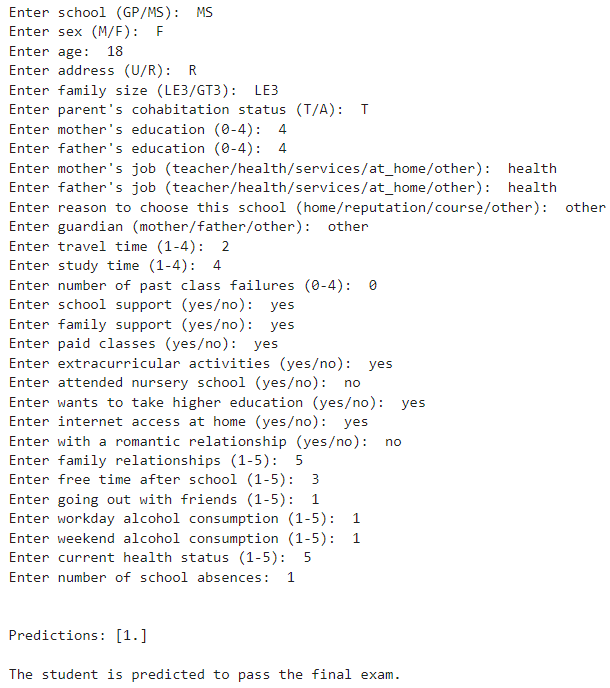 Enter school (GP/MS):  MS
Enter sex (M/F):  F
Enter age:  18
Enter address (U/R):  R
Enter family size (LE3/GT3):  LE3
Enter parent's cohabitation status (T/A):  T
Enter mother's education (0-4):  4
Enter father's education (0-4):  4
Enter mother's job (teacher/health/services/at_home/other):  health
Enter father's job (teacher/health/services/at_home/other):  health
Enter reason to choose this school (home/reputation/course/other):  other
Enter guardian (mother/father/other):  other
Enter travel time (1-4):  2
Enter study time (1-4):  4
Enter number of past class failures (0-4):  0
Enter school support (yes/no):  yes
Enter family support (yes/no):  yes
Enter paid classes (yes/no):  yes
Enter extracurricular activities (yes/no):  yes
Enter attended nursery school (yes/no):  no
Enter wants to take higher education (yes/no):  yes
Enter internet access at home (yes/no):  yes
Enter with a romantic relationship (yes/no):  no
Enter family relationships (1-5):  5
Enter free time after school (1-5):  3
Enter going out with friends (1-5):  1
Enter workday alcohol consumption (1-5):  1
Enter weekend alcohol consumption (1-5):  1
Enter current health status (1-5):  5
Enter number of school absences:  1
Predictions: [1.]
The student is predicted to pass the final exam.